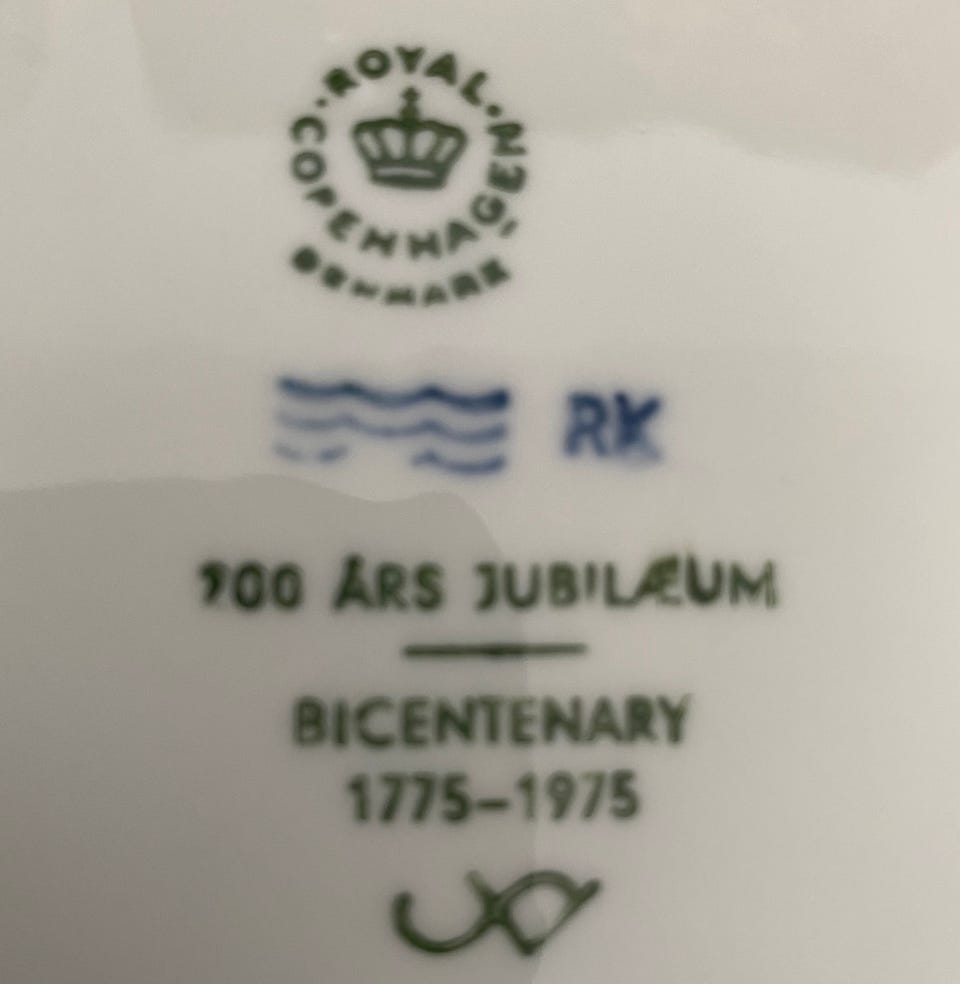 ROYAL
COPENHAGEN
DENMARK
RK
200 ÅRS JUBILÆUM
BICENTENARY
1775–1975